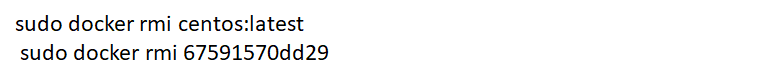 sudo docker rmi centos:latest
sudo docker rmi 67591570dd29